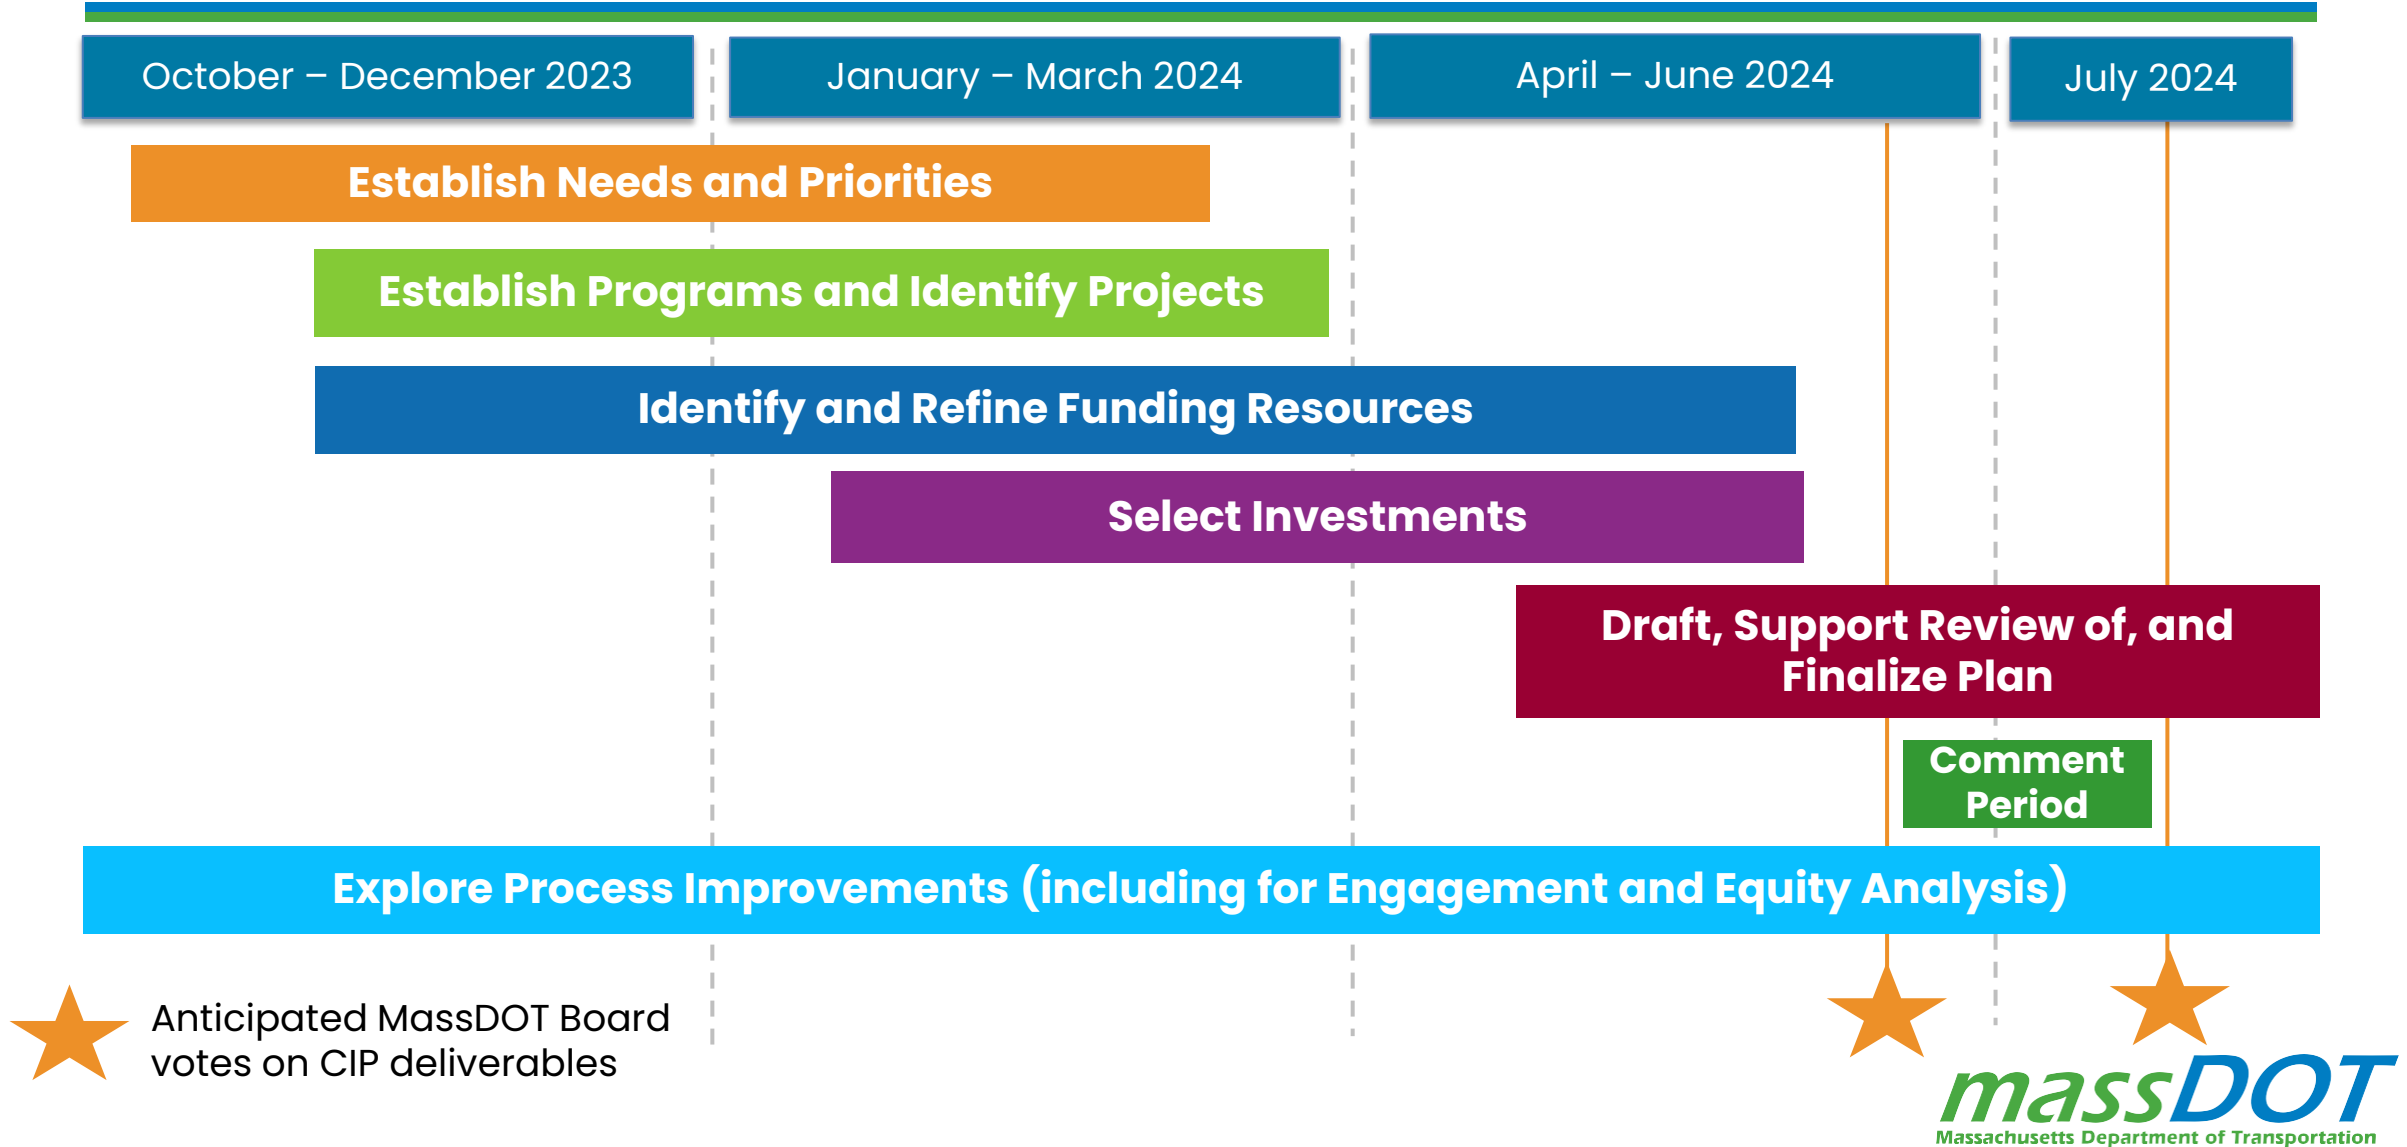 October – December 2023
January – March 2024
April – June 2024
July 2024
Establish Needs and Priorities
Establish Programs and Identify Projects
Identify and Refine Funding Resources
Select Investments
Draft, Support Review of, and
Finalize Plan
Comment
Period
Explore Process Improvements (including for Engagement and Equity Analysis)
Anticipated MassDOT Board
votes on CIP deliverables
massDOT
Massachusetts Department of Transportation